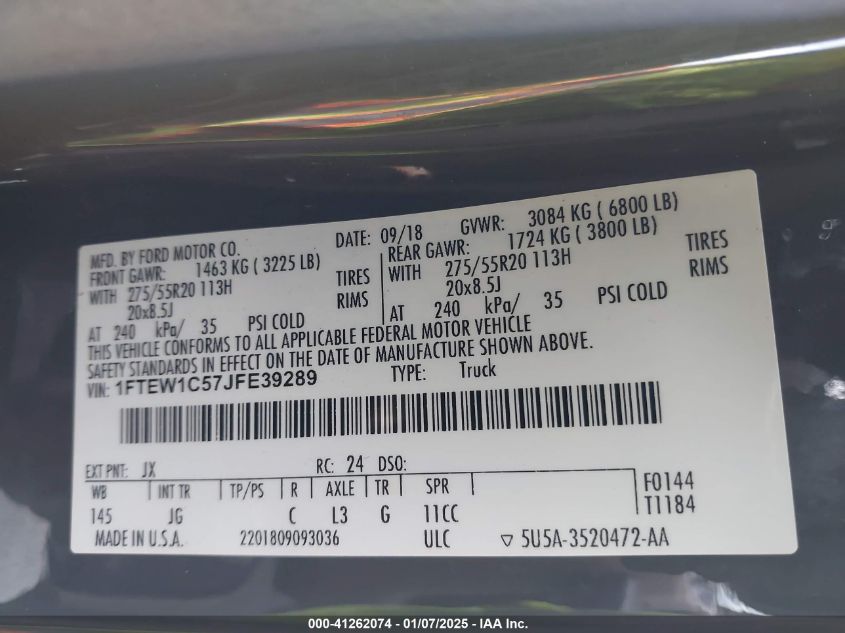 MFD. BY FORD MOTOR CO. DATE: 09/18 GVWR: 3084 KG ( 6800 LB)
FRONT GAWR: 1463 KG ( 3225 LB) REAR GAWR: 1724 KG ( 3800 LB)
WITH 275/55R20 113H TIRES WITH 275/55R20 113H TIRES
20x8.5J RIMS 20x8.5J RIMS
AT 240 kPa/ 35 PSI COLD AT 240 kPa/ 35 PSI COLD
THIS VEHICLE CONFORMS TO ALL APPLICABLE FEDERAL MOTOR VEHICLE
SAFETY STANDARDS IN EFFECT ON THE DATE OF MANUFACTURE SHOWN ABOVE.
VIN: 1FTEW1C57JFE39289 TYPE: Truck
EXT PNT: JX RC: 24 DSO:
WB INT TR TP/PS R AXLE TR SPR F0144
145 JG C L3 G 11CC T1184
MADE IN U.S.A. 2201809093036 ULC ▽ 5U5A-3520472-AA
000-41262074 - 01/07/2025 - IAA Inc.